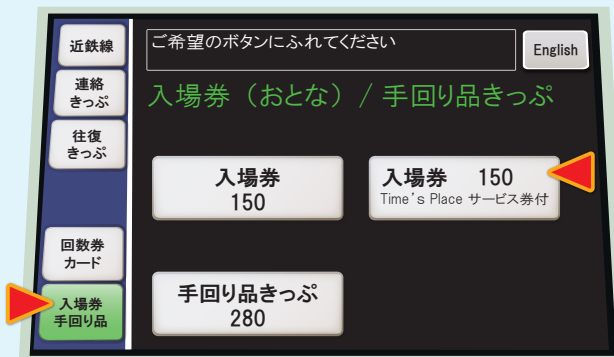 近鉄線
連絡
きっぷ
往復
きっぷ
回数券
カード
入場券
手回り品
ご希望のボタンにふれてください
English
入場券（おとな）/ 手回り品きっぷ
入場券
150
入場券 150
Time's Place サービス券付
手回り品きっぷ
280